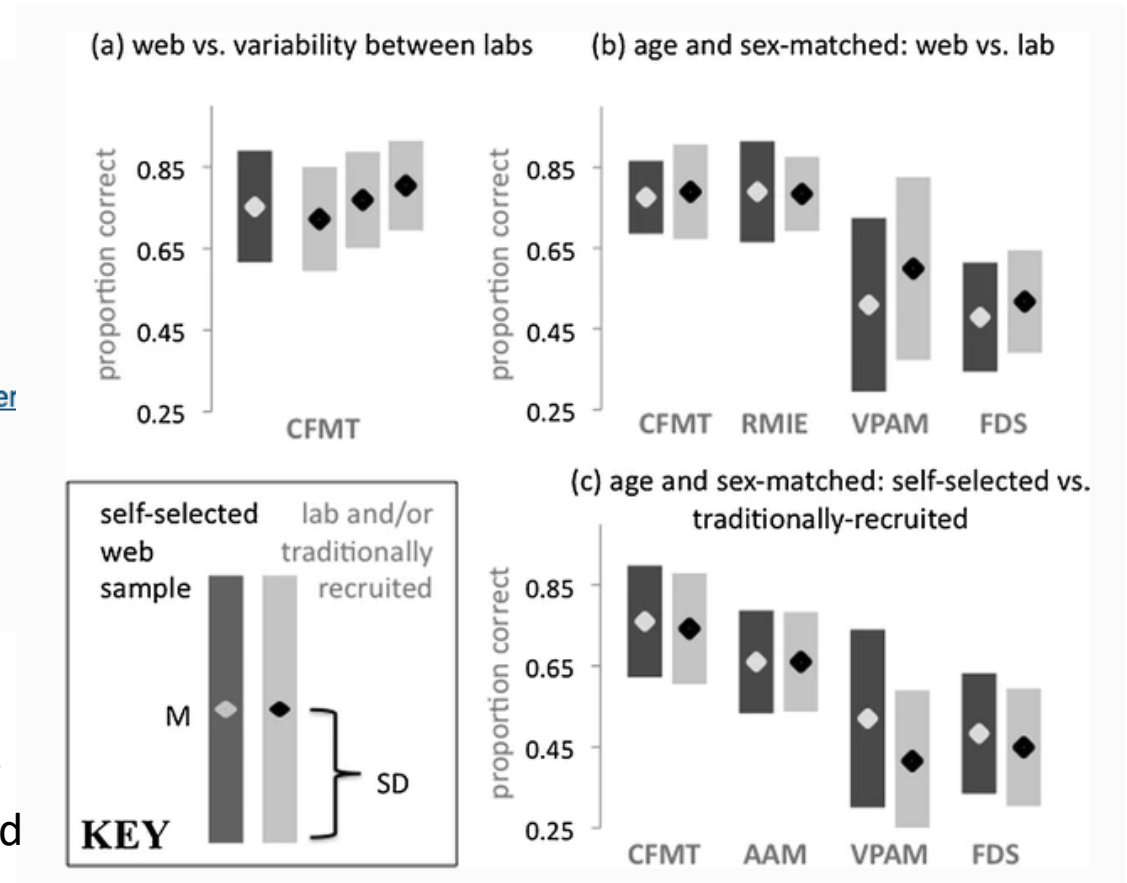 (a) web vs. variability between labs
proportion correct
0.85
0.65
0.45
0.25
CFMT
(b) age and sex-matched: web vs. lab
proportion correct
0.85
0.65
0.45
0.25
CFMT RMIE VPAM FDS
er
self-selected
web
sample
lab and/or
traditionally
recruited
M
SD
KEY
d
(c) age and sex-matched: self-selected vs.
traditionally-recruited
proportion correct
0.85
0.65
0.45
0.25
CFMT AAM VPAM FDS